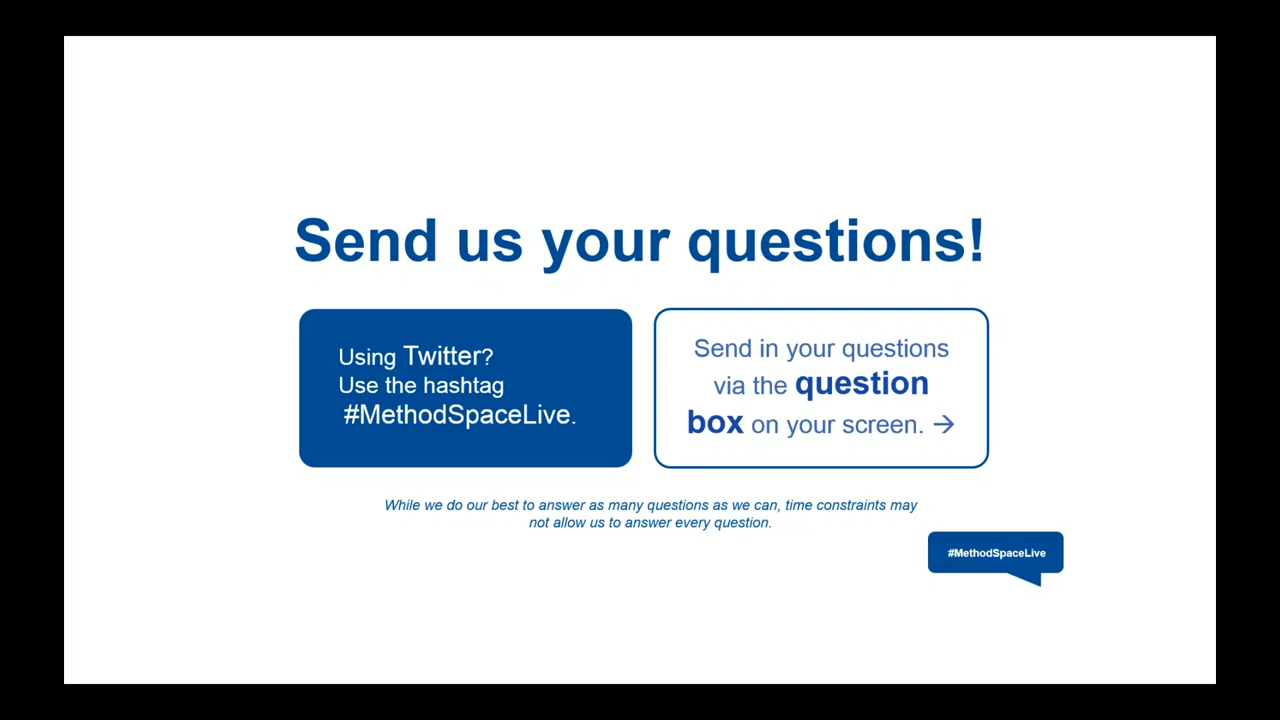 Send us your questions!
Using Twitter?
Use the hashtag
#MethodSpaceLive.
Send in your questions
via the question
box on your screen. →
While we do our best to answer as many questions as we can, time constraints may
not allow us to answer every question.
#MethodSpaceLive